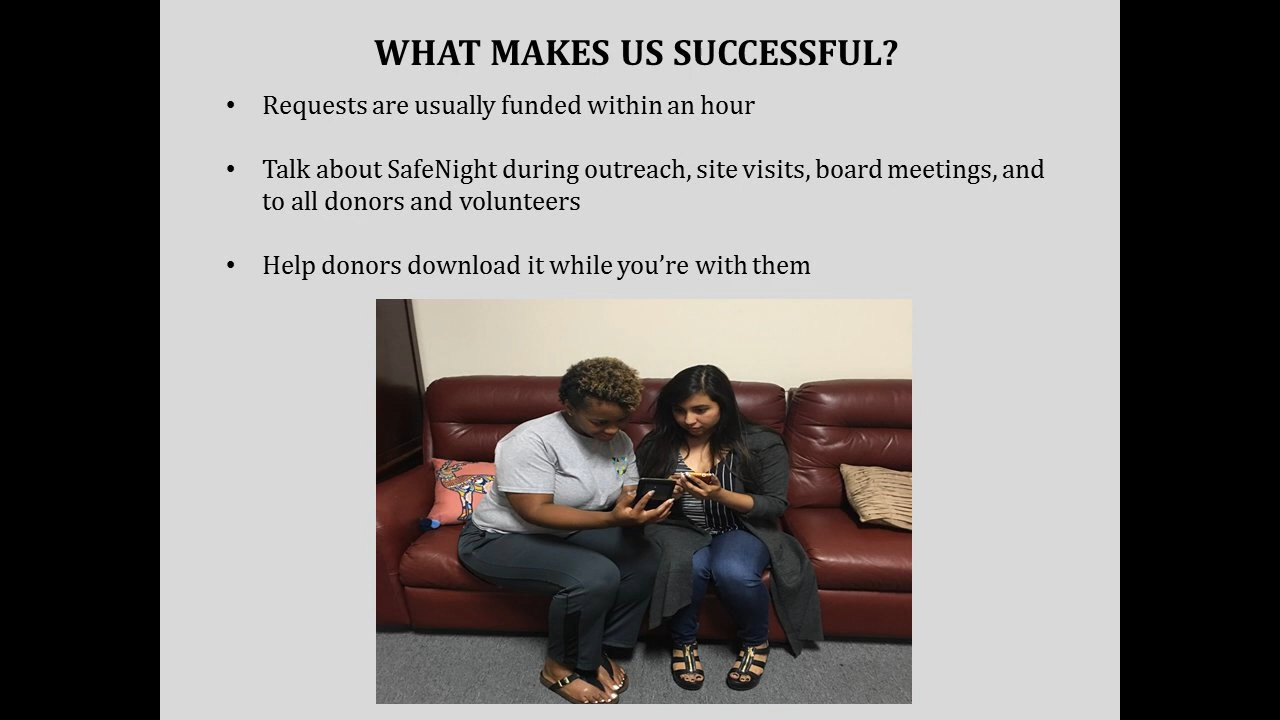 WHAT MAKES US SUCCESSFUL?
• Requests are usually funded within an hour
• Talk about SafeNight during outreach, site visits, board meetings, and
to all donors and volunteers
• Help donors download it while you’re with them